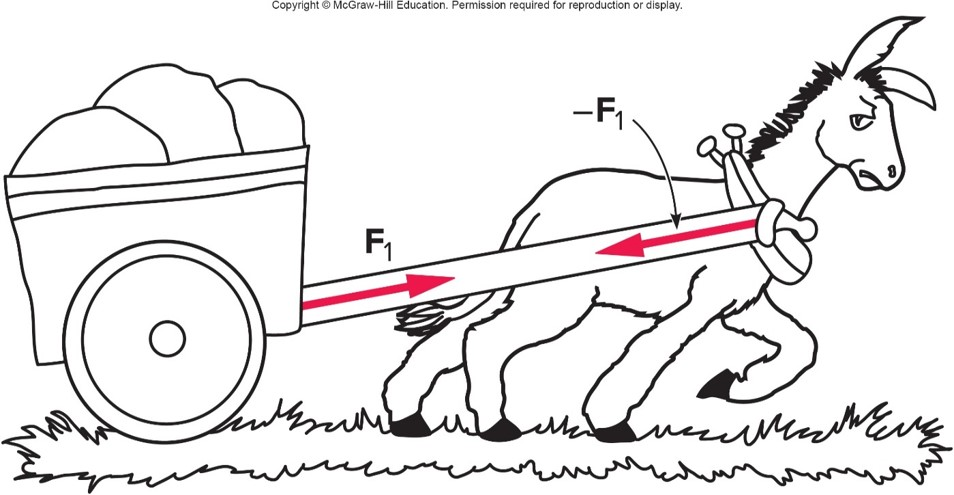 Copyright © McGraw-Hill Education. Permission required for reproduction or display.
–F₁
F₁